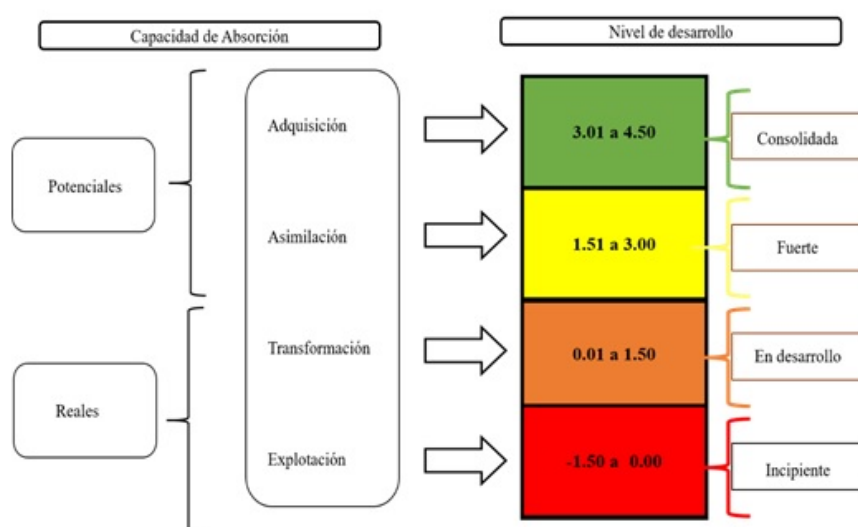 Capacidad de Absorción
Nivel de desarrollo
Potenciales
Reales
Adquisición
Asimilación
Transformación
Explotación
3.01 a 4.50
1.51 a 3.00
0.01 a 1.50
-1.50 a 0.00
Consolidada
Fuerte
En desarrollo
Incipiente